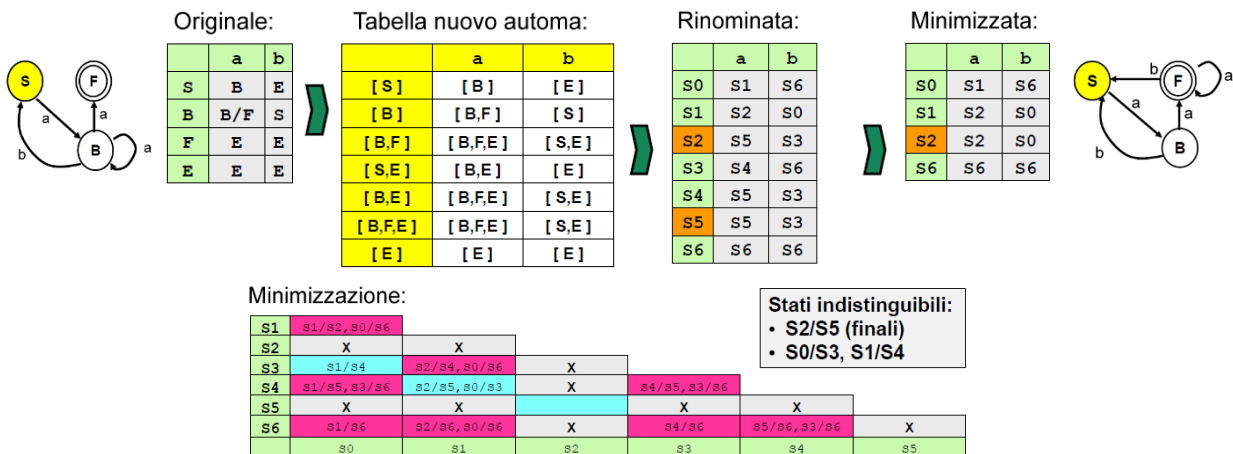 Originale:
Tabella nuovo automa:
Rinominata:
Minimizzata:
S
F
B
a
a
a
b
a b
S B E
B B/F S
F E E
E E E
a b
[S] [B] [E]
[B] [B,F] [S]
[B,F] [B,F,E] [S,E]
[S,E] [B,E] [E]
[B,E] [B,F,E] [S,E]
[B,F,E] [B,F,E] [S,E]
[E] [E] [E]
a b
S0 S1 S6
S1 S2 S0
S2 S5 S3
S3 S4 S6
S4 S5 S3
S5 S5 S3
S6 S6 S6
a b
S0 S1 S6
S1 S2 S0
S2 S2 S0
S6 S6 S6
S
F
B
b
a
a
a
b
Minimizzazione:
S1 S1/S2,S0/S6
S2 X X
S3 S1/S4 S2/S4,S0/S6 X
S4 S1/S5,S3/S6 S2/S5,S0/S3 X S4/S5,S3/S6
S5 X X X X
S6 S1/S6 S2/S6,S0/S6 X S4/S6 S5/S6,S3/S6 X
S0 S1 S2 S3 S4 S5
Stati indistinguibili:
• S2/S5 (finali)
• S0/S3, S1/S4